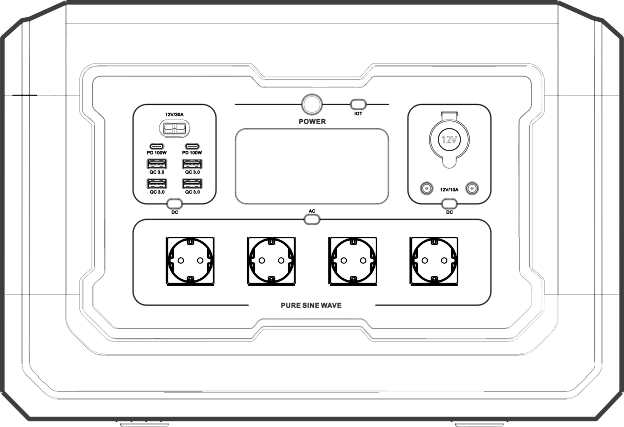 12V/30A
IOT
POWER
PD 100W PD 100W
QC 3.0 QC 3.0
QC 3.0 QC 3.0
DC
12V
12V/10A
DC
AC
PURE SINE WAVE